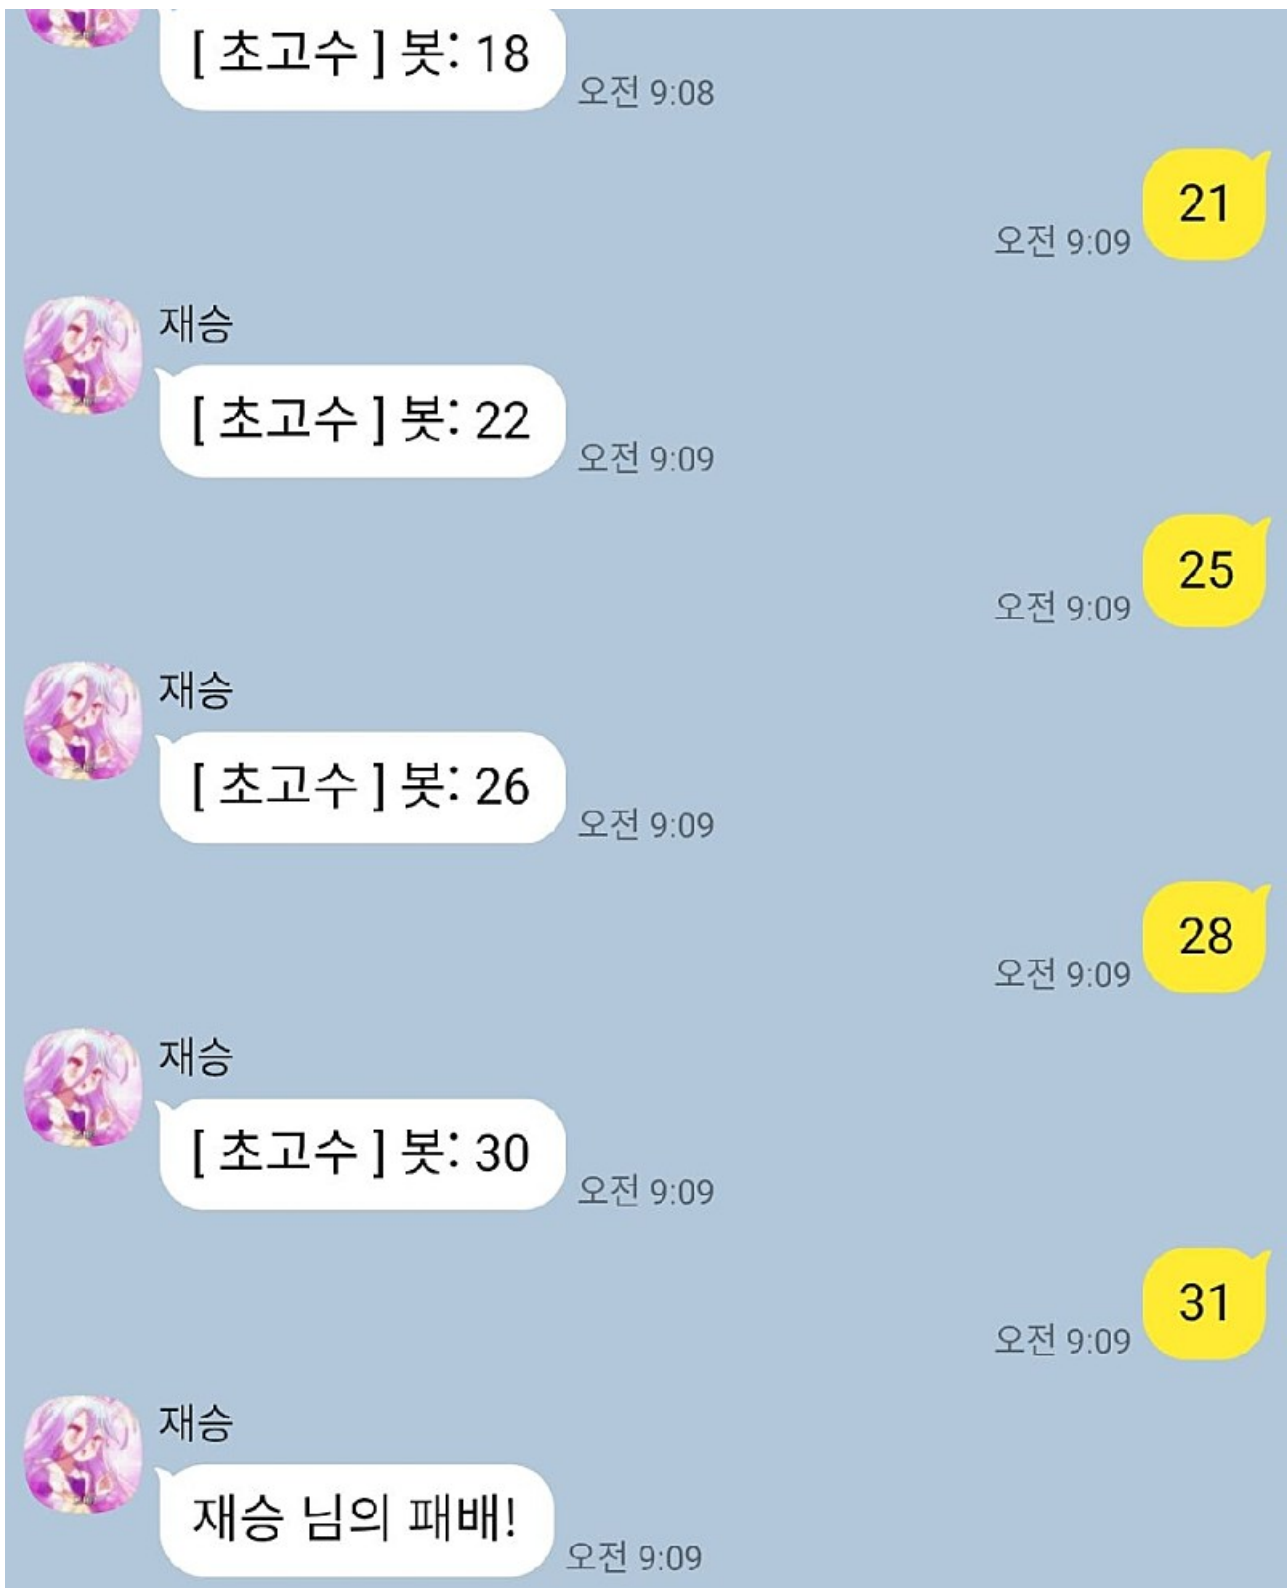 [ 초고수 ] 봇: 18
오전 9:08
21
오전 9:09
재승
[ 초고수 ] 봇: 22
오전 9:09
25
오전 9:09
재승
[ 초고수 ] 봇: 26
오전 9:09
28
오전 9:09
재승
[ 초고수 ] 봇: 30
오전 9:09
31
오전 9:09
재승
재승 님의 패배!
오전 9:09